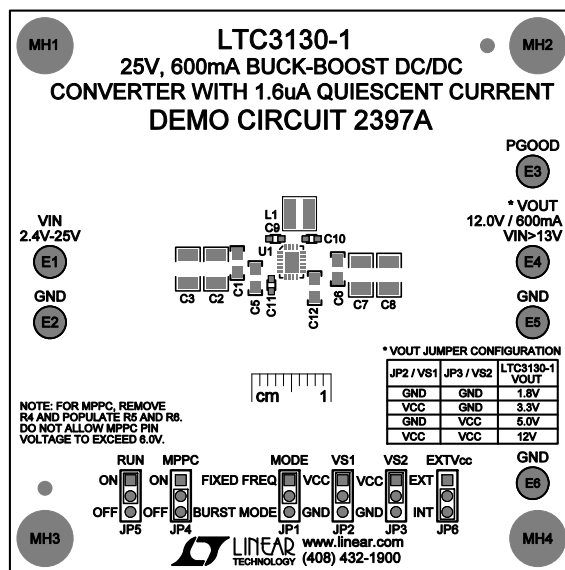 MH1
LTC3130-1
MH2
25V, 600mA BUCK-BOOST DC/DC
CONVERTER WITH 1.6uA QUIESCENT CURRENT
DEMO CIRCUIT 2397A
PGOOD
E3
* VOUT
12.0V / 600mA
VIN>13V
E4
GND
E5
VIN
2.4V-25V
E1
GND
E2
L1
C9
C10
U1
C3
C2
C1
C5
C11
C12
C6
C7
C8
* VOUT JUMPER CONFIGURATION
JP2 / VS1 JP3 / VS2 LTC3130-1 VOUT
GND GND 1.8V
VCC GND 3.3V
GND VCC 5.0V
VCC VCC 12V
cm 1
NOTE: FOR MPPC, REMOVE
R4 AND POPULATE R5 AND R6.
DO NOT ALLOW MPPC PIN
VOLTAGE TO EXCEED 6.0V.
GND
E6
RUN MPPC MODE VS1 VS2 EXTVcc
ON ON FIXED FREQ VCC VCC EXT
OFF OFF BURST MODE GND GND INT
JP5 JP4 JP1 JP2 JP3 JP6
MH3
LINEAR TECHNOLOGY
www.linear.com
(408) 432-1900
MH4